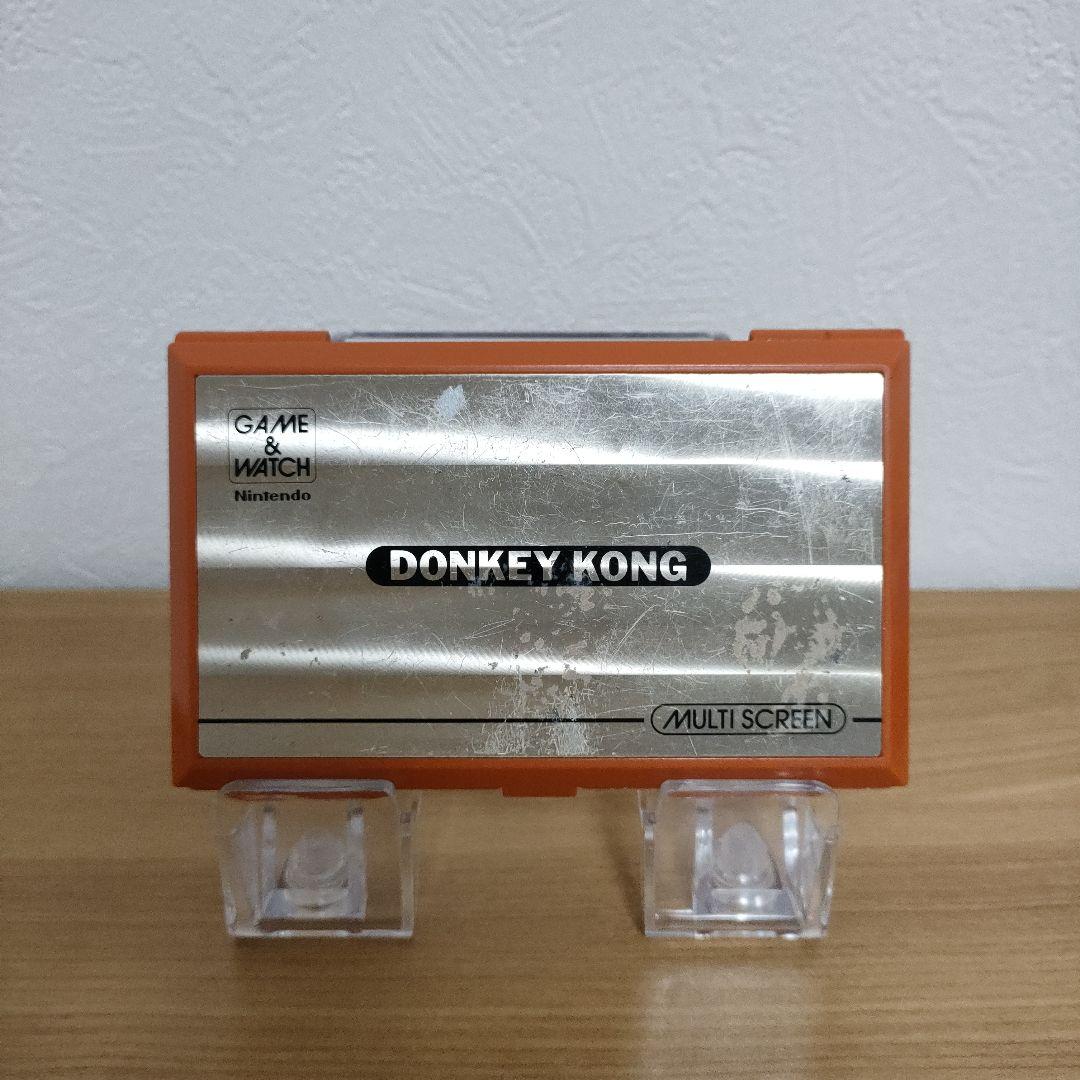 GAME
&
WATCH
Nintendo
DONKEY KONG
MULTI SCREEN